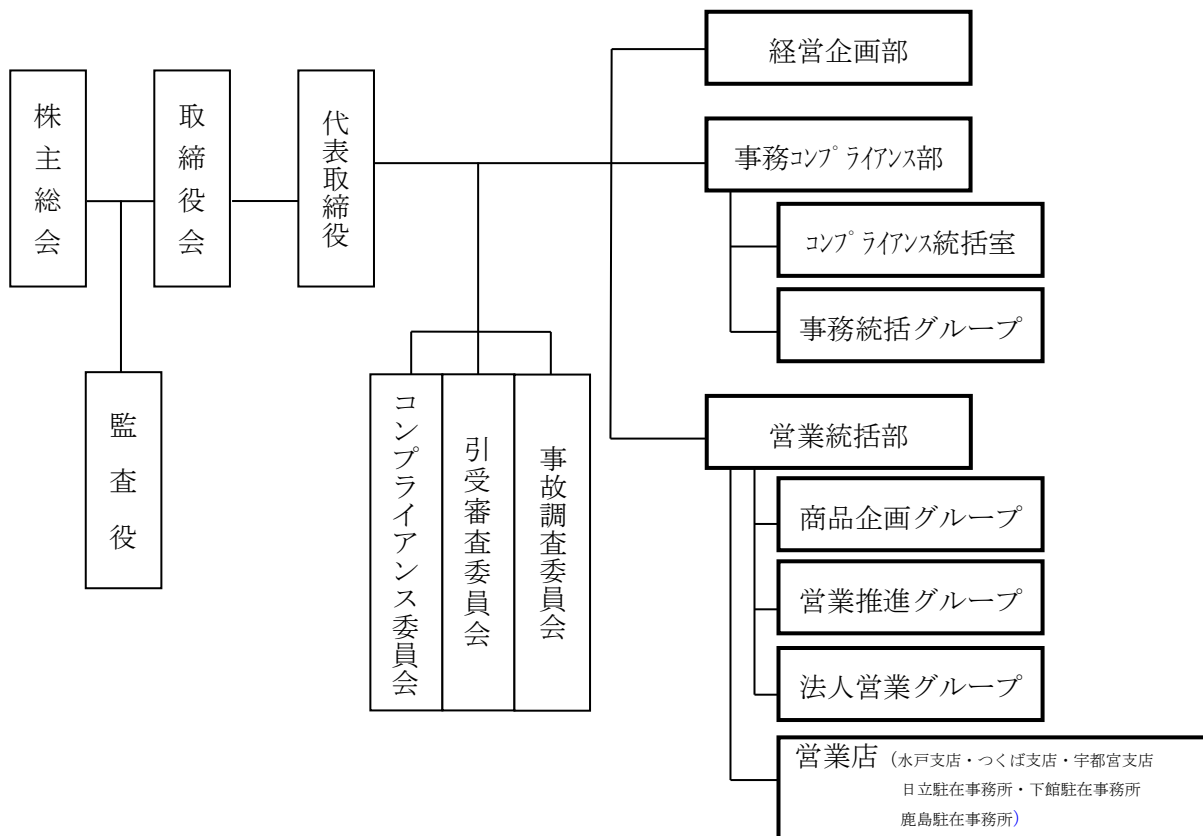 株主総会
取締役会
代表取締役
監査役
コンプライアンス委員会
引受審査委員会
事故調査委員会
経営企画部
事務コンプライアンス部
コンプライアンス統括室
事務統括グループ
営業統括部
商品企画グループ
営業推進グループ
法人営業グループ
営業店（水戸支店・つくば支店・宇都宮支店
日立駐在事務所・下館駐在事務所
鹿島駐在事務所）